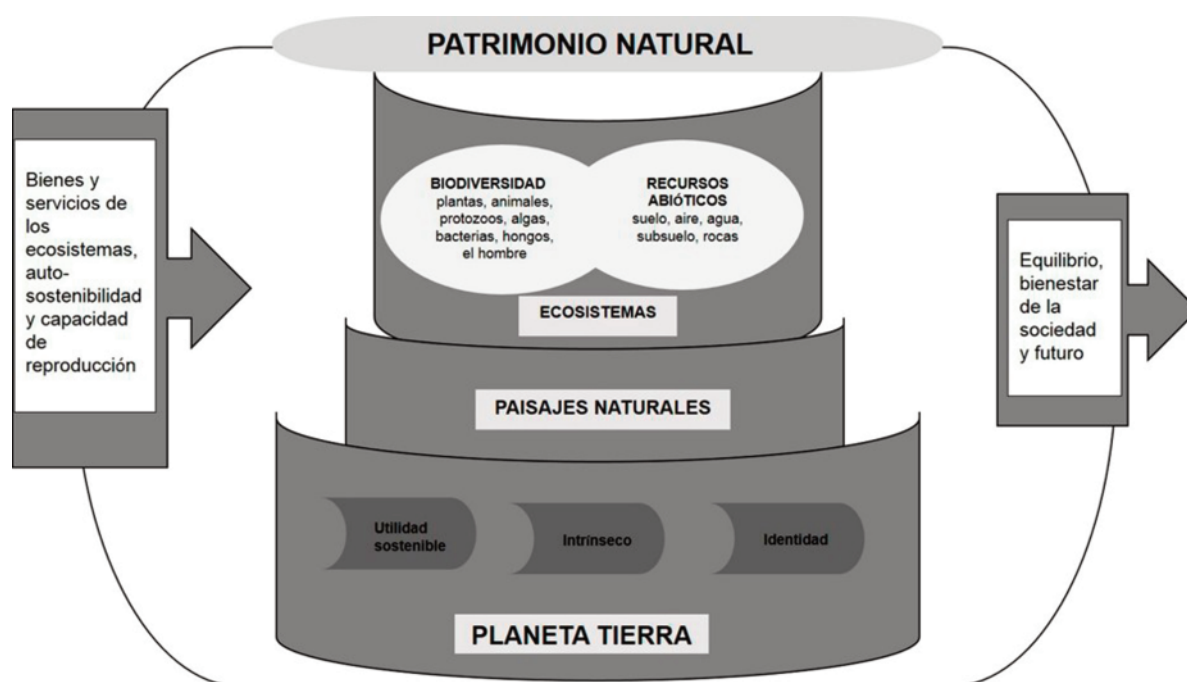 PATRIMONIO NATURAL
Bienes y
servicios de
los
ecosistemas,
auto-
sostenibilidad
y capacidad
de
reproducción
BIODIVERSIDAD
plantas, animales,
protozoos, algas,
bacterias, hongos,
el hombre
RECURSOS
ABIÓTICOS
suelo, aire, agua,
subsuelo, rocas
ECOSISTEMAS
PAISAJES NATURALES
Utilidad
sostenible
Intrínseco
Identidad
PLANETA TIERRA
Equilibrio,
bienestar
de la
sociedad
y futuro